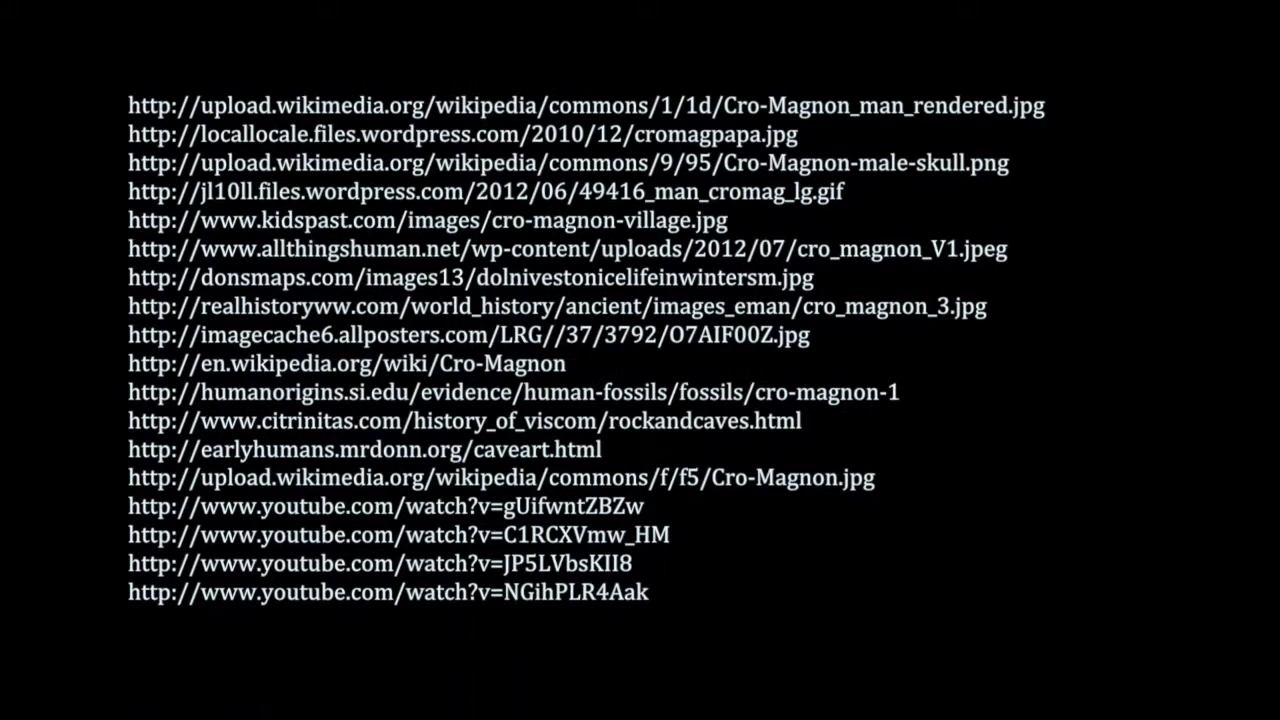 http://upload.wikimedia.org/wikipedia/commons/1/1d/Cro-Magnon_man_rendered.jpg
http://locallocale.files.wordpress.com/2010/12/cromagpapa.jpg
http://upload.wikimedia.org/wikipedia/commons/9/95/Cro-Magnon-male-skull.png
http://jl10ll.files.wordpress.com/2012/06/49416_man_cromag_lg.gif
http://www.kidspast.com/images/cro-magnon-village.jpg
http://www.allthingshuman.net/wp-content/uploads/2012/07/cro_magnon_V1.jpeg
http://donsmaps.com/images13/dolnivestonicelifeinwintersm.jpg
http://realhistoryww.com/world_history/ancient/images_eman/cro_magnon_3.jpg
http://imagecache6.allposters.com/LRG//37/3792/O7AIF00Z.jpg
http://en.wikipedia.org/wiki/Cro-Magnon
http://humanorigins.si.edu/evidence/human-fossils/fossils/cro-magnon-1
http://www.citrinitas.com/history_of_viscom/rockandcaves.html
http://earlyhumans.mrdonn.org/caveart.html
http://upload.wikimedia.org/wikipedia/commons/f/f5/Cro-Magnon.jpg
http://www.youtube.com/watch?v=gUifwntZBZw
http://www.youtube.com/watch?v=C1RCXVmw_HM
http://www.youtube.com/watch?v=JP5LVbsKII8
http://www.youtube.com/watch?v=NGihPLR4Aak